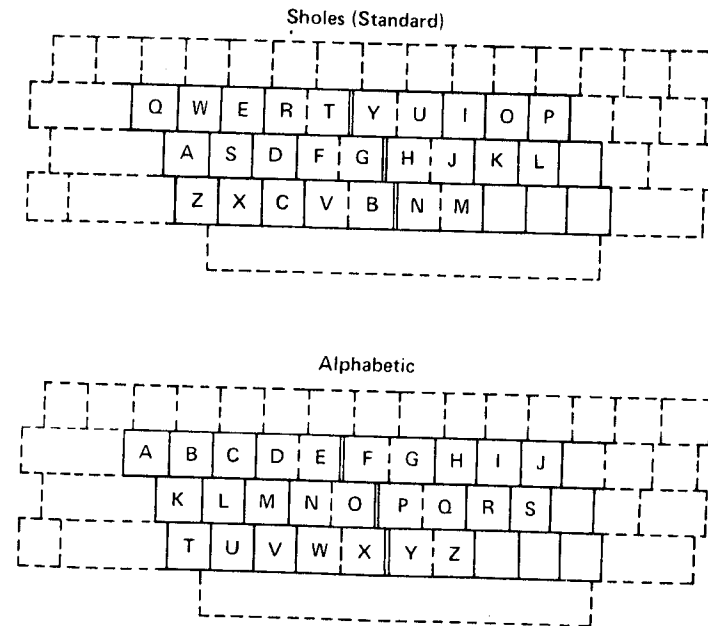 Sholes (Standard)
Q W E R T Y U I O P
A S D F G H J K L
Z X C V B N M
Alphabetic
A B C D E F G H I J
K L M N O P Q R S
T U V W X Y Z